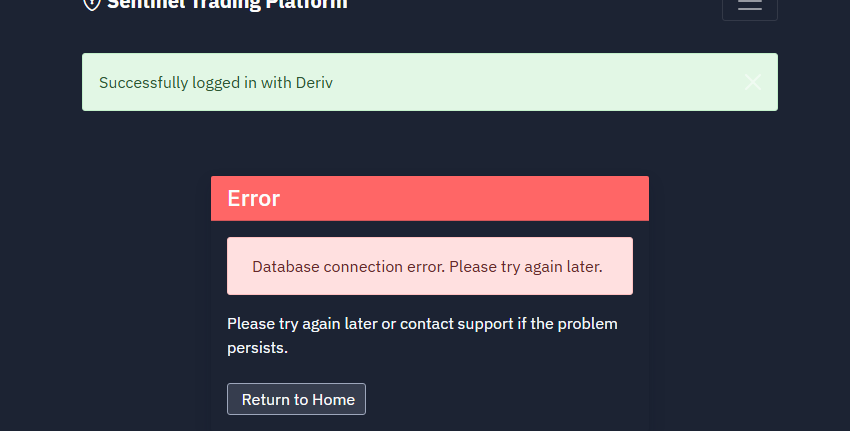 Sentinel Trading Platform
Successfully logged in with Deriv
Error
Database connection error. Please try again later.
Please try again later or contact support if the problem
persists.
Return to Home